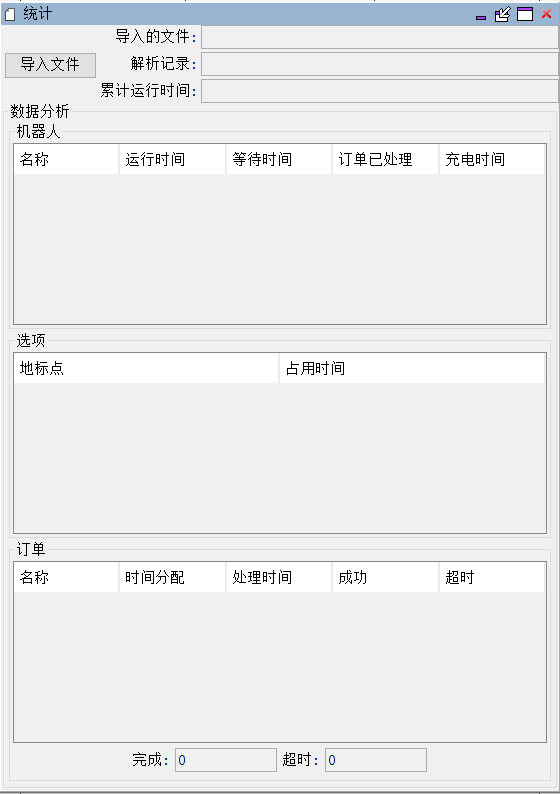 统计
导入的文件:
导入文件 解析记录:
累计运行时间:
数据分析
机器人
名称 运行时间 等待时间 订单已处理 充电时间
选项
地标点 占用时间
订单
名称 时间分配 处理时间 成功 超时
完成: 0 超时: 0